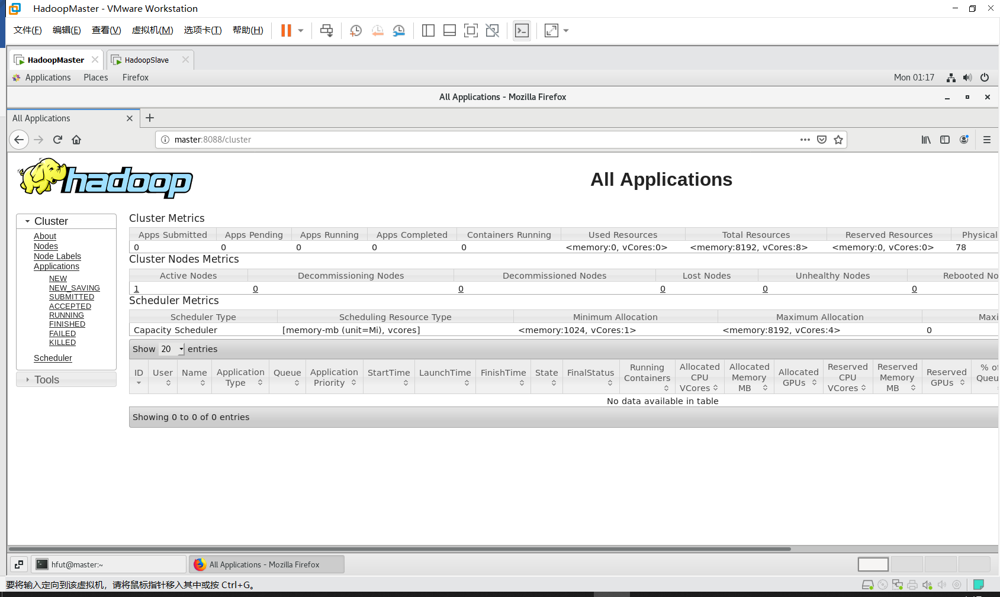 HadoopMaster - VMware Workstation
文件(F) 编辑(E) 查看(V) 虚拟机(M) 选项卡(T) 帮助(H)
HadoopMaster HadoopSlave
Applications Places Firefox Mon 01:17
All Applications - Mozilla Firefox
All Applications
master:8088/cluster
hadoop
All Applications
Cluster
About
Nodes
Node Labels
Applications
NEW
NEW_SAVING
SUBMITTED
ACCEPTED
RUNNING
FINISHED
FAILED
KILLED
Scheduler
Tools
Cluster Metrics
Apps Submitted Apps Pending Apps Running Apps Completed Containers Running Used Resources Total Resources Reserved Resources Physical
0 0 0 0 0 <memory:0, vCores:0> <memory:8192, vCores:8> <memory:0, vCores:0> 78
Cluster Nodes Metrics
Active Nodes Decommissioning Nodes Decommissioned Nodes Lost Nodes Unhealthy Nodes Rebooted No
1 0 0 0 0 0
Scheduler Metrics
Scheduler Type Scheduling Resource Type Minimum Allocation Maximum Allocation Maxi
Capacity Scheduler [memory-mb (unit=Mi), vcores] <memory:1024, vCores:1> <memory:8192, vCores:4> 0
Show 20 entries
ID User Name Application Type Queue Application Priority StartTime LaunchTime FinishTime State FinalStatus Running Containers Allocated CPU VCores Allocated Memory MB Allocated GPUs Reserved CPU VCores Reserved Memory MB Reserved GPUs % of Queu
No data available in table
Showing 0 to 0 of 0 entries
hfut@master:~ All Applications - Mozilla Firefox
要将输入定向到该虚拟机，请将鼠标指针移入其中或按 Ctrl+G。